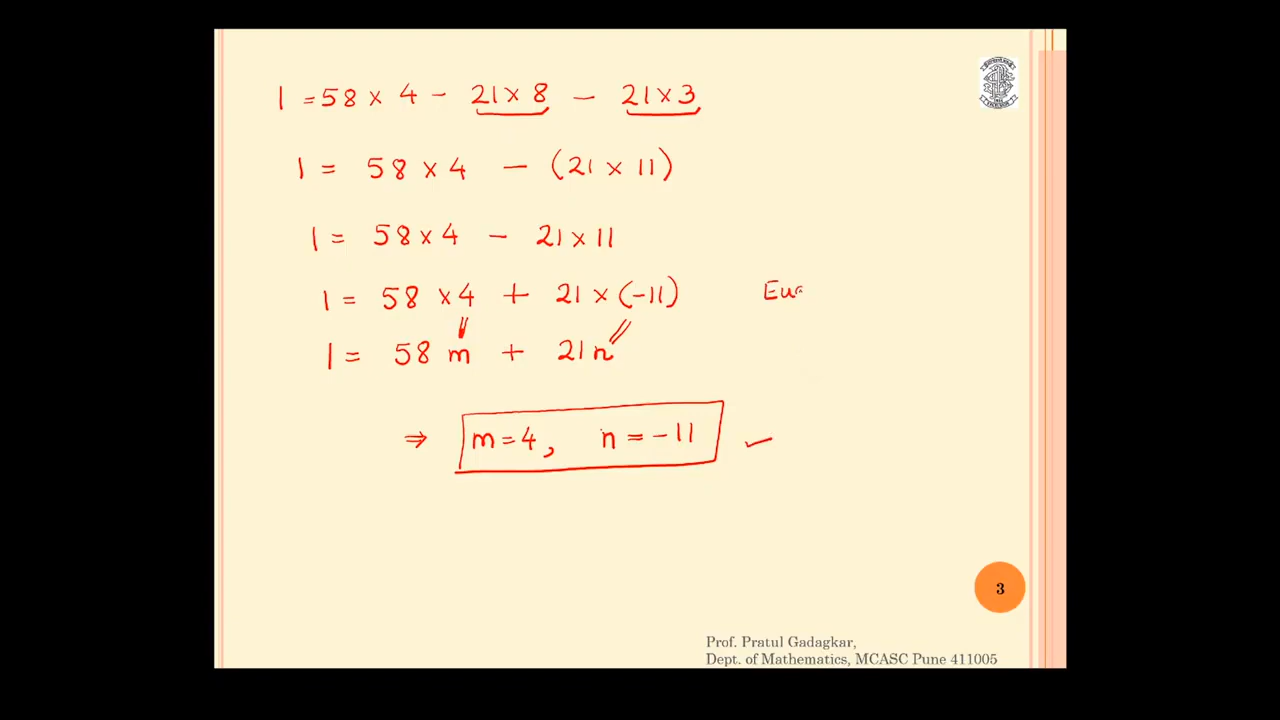 1 = 58 × 4 - 21 × 8 - 21 × 3
1 = 58 × 4 - (21 × 11)
1 = 58 × 4 - 21 × 11
1 = 58 × 4 + 21 × (-11) Euc
1 = 58 m + 21 n
⇒ m = 4, n = -11 
3
Prof. Pratul Gadagkar,
Dept. of Mathematics, MCASC Pune 411005